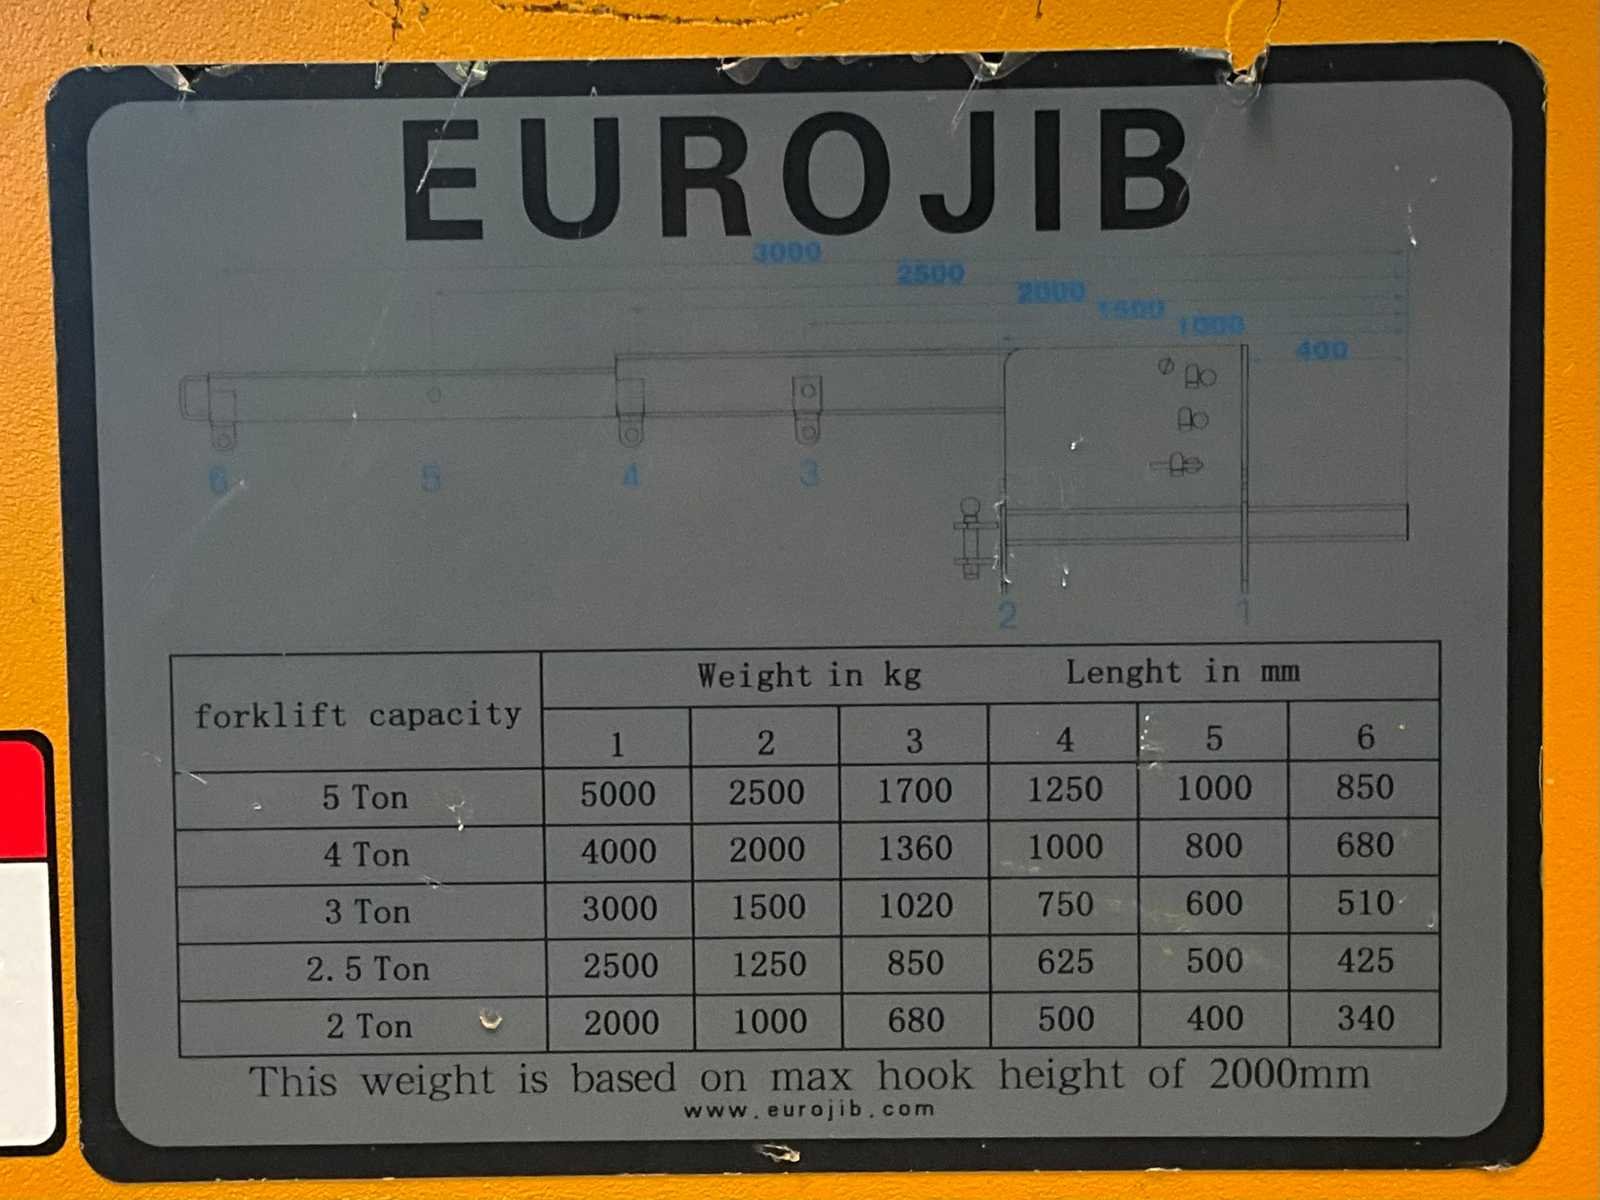 EUROJIB
3000
2500
2000
1500
1000
400
6 5 4 3
2 1
forklift capacity
Weight in kg Lenght in mm
1 2 3 4 5 6
5 Ton 5000 2500 1700 1250 1000 850
4 Ton 4000 2000 1360 1000 800 680
3 Ton 3000 1500 1020 750 600 510
2.5 Ton 2500 1250 850 625 500 425
2 Ton 2000 1000 680 500 400 340
This weight is based on max hook height of 2000mm
www.eurojib.com